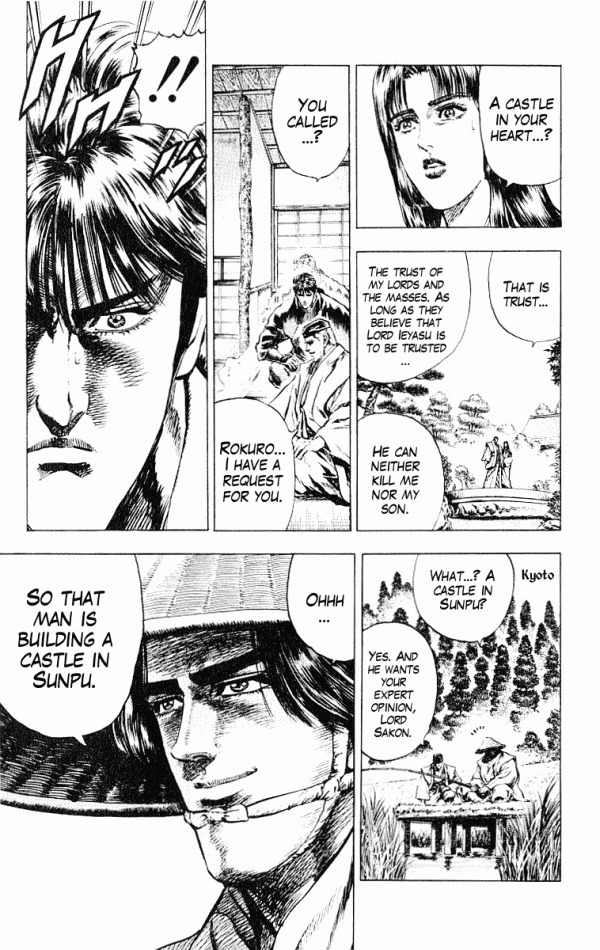 A CASTLE
IN YOUR
HEART...?
THAT IS
TRUST...
THE TRUST OF
MY LORDS AND
THE MASSES. AS
LONG AS THEY
BELIEVE THAT
LORD IEYASU IS
TO BE TRUSTED
...
HE CAN
NEITHER
KILL ME
NOR MY
SON.
YOU
CALLED
...?
ROKURO...
I HAVE A
REQUEST
FOR YOU.
!!
Kyoto
WHAT...? A
CASTLE IN
SUNPU?
YES. AND
HE WANTS
YOUR
EXPERT
OPINION,
LORD
SAKON.
OHHH
...
SO THAT
MAN IS
BUILDING A
CASTLE IN
SUNPU.